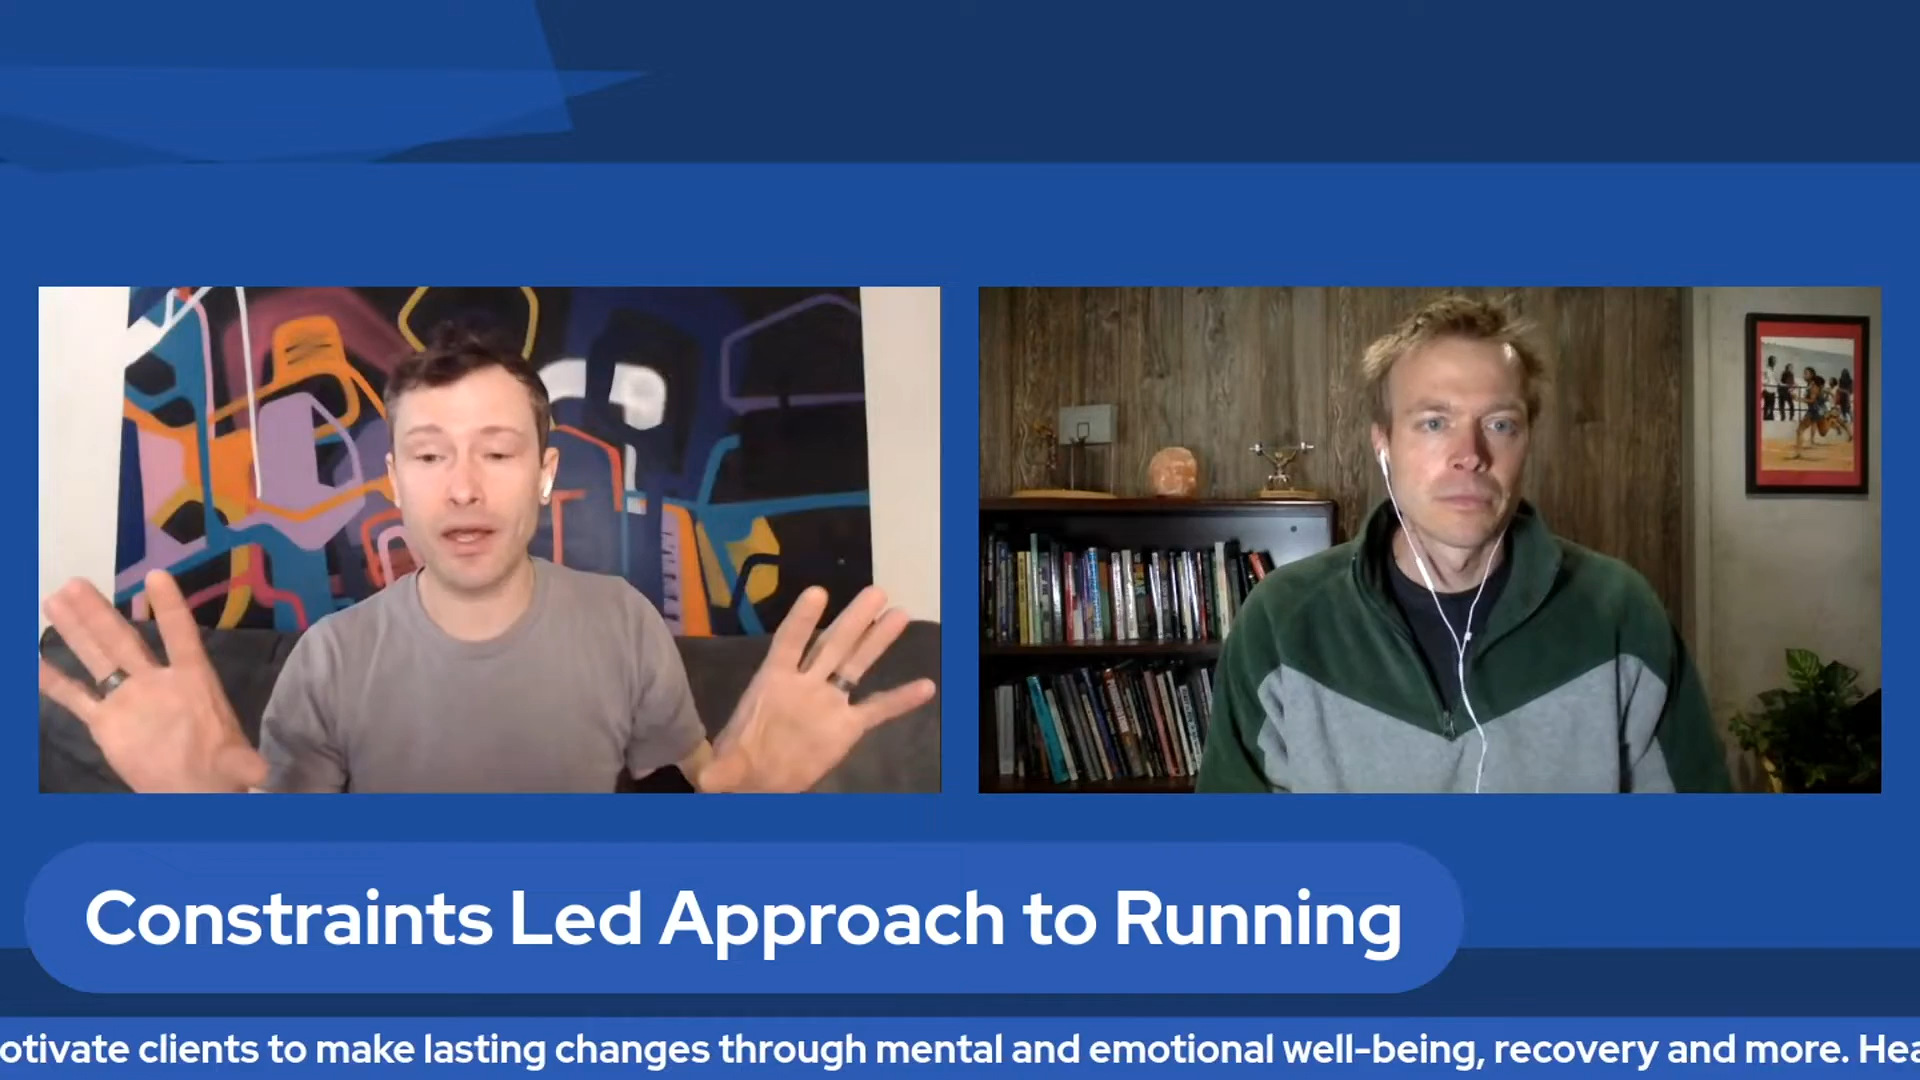 Constraints Led Approach to Running
otivate clients to make lasting changes through mental and emotional well-being, recovery and more. Hea